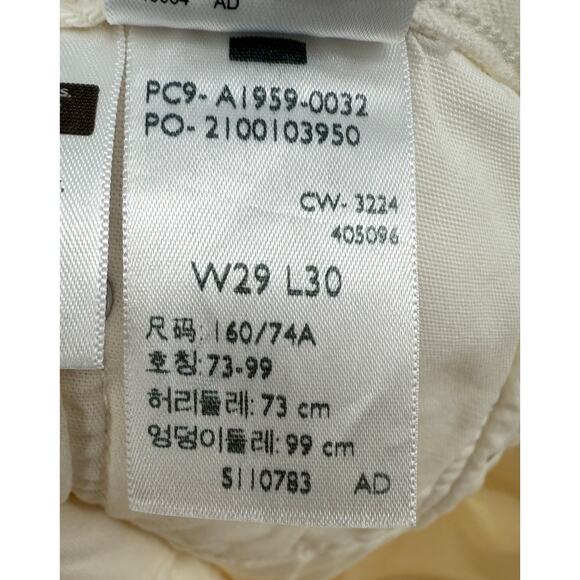 AD
s.
PC9- A1959-0032
PO- 2100103950
CW- 3224
405096
W29 L30
尺码: 160/74A
호칭: 73-99
허리둘레: 73 cm
엉덩이둘레: 99 cm
S110783 AD